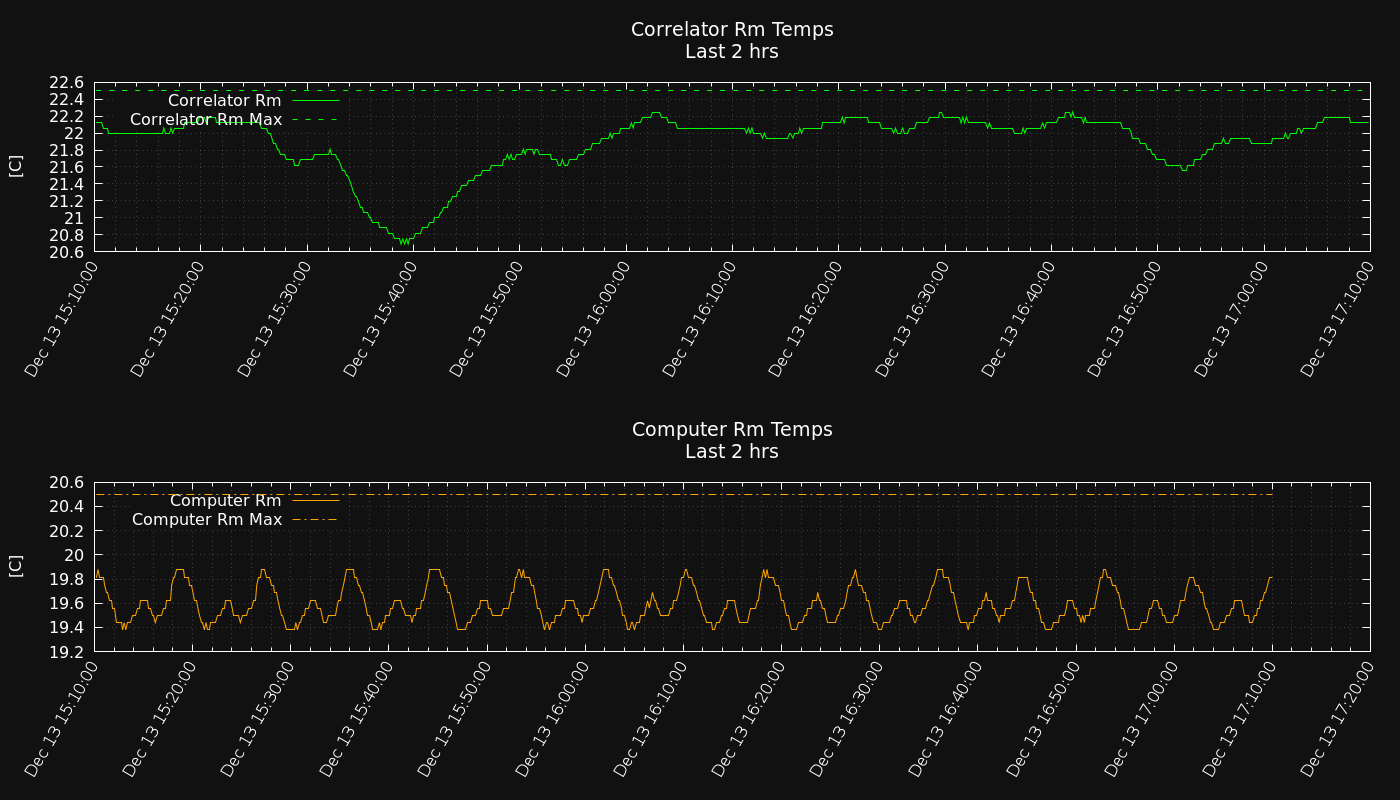 Correlator Rm Temps
Last 2 hrs
22.6
22.4
22.2
22
21.8
21.6
21.4
21.2
21
20.8
20.6
[C]
Correlator Rm
Correlator Rm Max
Dec 13 15:10:00
Dec 13 15:20:00
Dec 13 15:30:00
Dec 13 15:40:00
Dec 13 15:50:00
Dec 13 16:00:00
Dec 13 16:10:00
Dec 13 16:20:00
Dec 13 16:30:00
Dec 13 16:40:00
Dec 13 16:50:00
Dec 13 17:00:00
Dec 13 17:10:00
Computer Rm Temps
Last 2 hrs
20.6
20.4
20.2
20
19.8
19.6
19.4
19.2
[C]
Computer Rm
Computer Rm Max
Dec 13 15:10:00
Dec 13 15:20:00
Dec 13 15:30:00
Dec 13 15:40:00
Dec 13 15:50:00
Dec 13 16:00:00
Dec 13 16:10:00
Dec 13 16:20:00
Dec 13 16:30:00
Dec 13 16:40:00
Dec 13 16:50:00
Dec 13 17:00:00
Dec 13 17:10:00
Dec 13 17:20:00